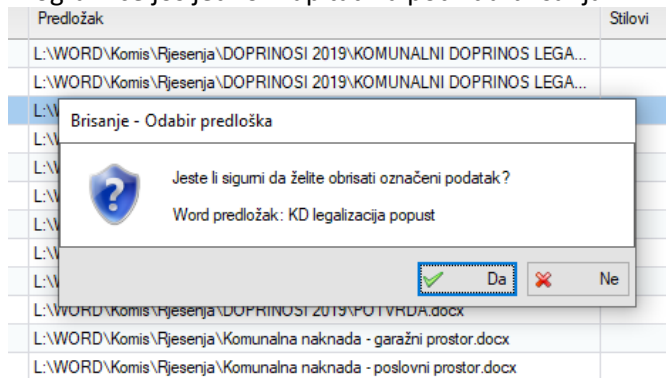 Predložak Stilovi
L:\WORD\Komis\Rjesenja\DOPRINOSI 2019\KOMUNALNI DOPRINOS LEGA...
L:\WORD\Komis\Rjesenja\DOPRINOSI 2019\KOMUNALNI DOPRINOS LEGA...
Brisanje - Odabir predloška
Jeste li sigurni da želite obrisati označeni podatak?
Word predložak: KD legalizacija popust
Da Ne
L:\WORD\Komis\Rjesenja\DOPRINOSI 2019\POTVRDA.docx
L:\WORD\Komis\Rjesenja\Komunalna naknada - garažni prostor.docx
L:\WORD\Komis\Rjesenja\Komunalna naknada - poslovni prostor.docx